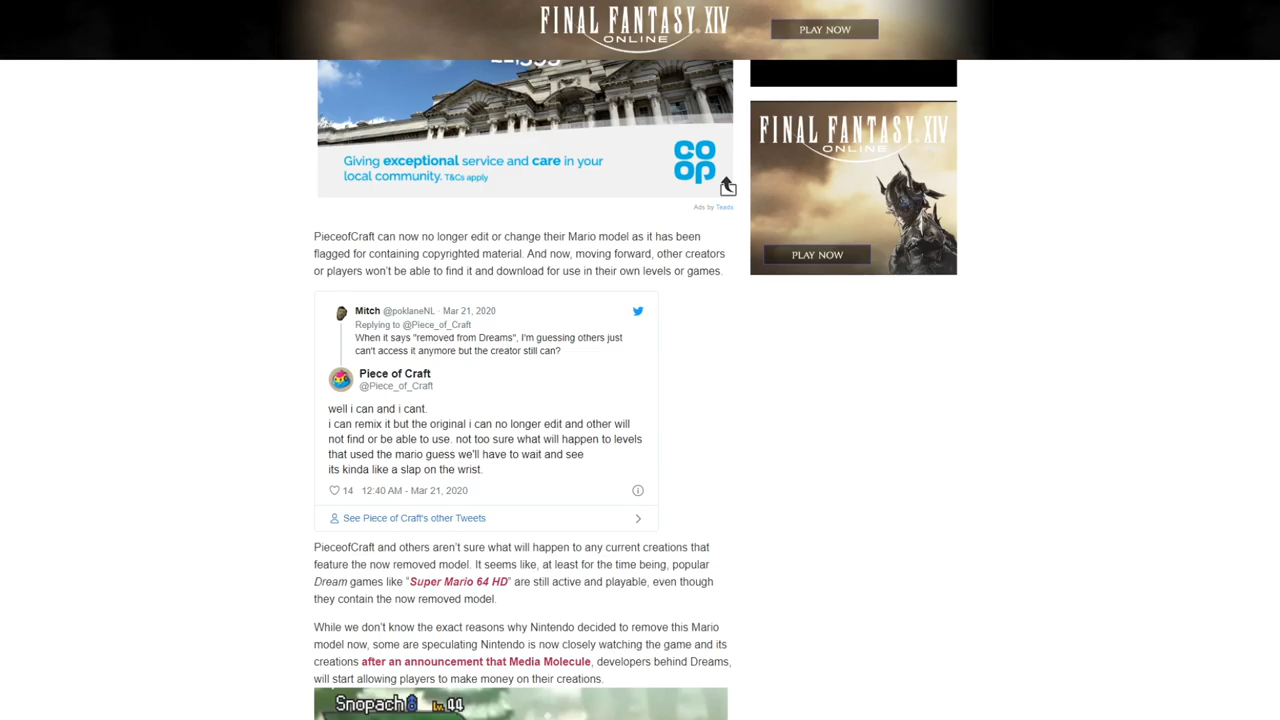 FINAL FANTASY XIV
ONLINE
PLAY NOW
Giving exceptional service and care in your
local community. T&Cs apply
CO
OP
Ads by Teads
FINAL FANTASY XIV
ONLINE
PLAY NOW
PieceofCraft can now no longer edit or change their Mario model as it has been
flagged for containing copyrighted material. And now, moving forward, other creators
or players won’t be able to find it and download for use in their own levels or games.
Mitch @poklaneNL · Mar 21, 2020
Replying to @Piece_of_Craft
When it says "removed from Dreams", I'm guessing others just
can't access it anymore but the creator still can?
Piece of Craft
@Piece_of_Craft
well i can and i cant.
i can remix it but the original i can no longer edit and other will
not find or be able to use. not too sure what will happen to levels
that used the mario guess we'll have to wait and see
its kinda like a slap on the wrist.
14 12:40 AM - Mar 21, 2020
See Piece of Craft's other Tweets
PieceofCraft and others aren’t sure what will happen to any current creations that
feature the now removed model. It seems like, at least for the time being, popular
Dream games like “Super Mario 64 HD” are still active and playable, even though
they contain the now removed model.
While we don’t know the exact reasons why Nintendo decided to remove this Mario
model now, some are speculating Nintendo is now closely watching the game and its
creations after an announcement that Media Molecule, developers behind Dreams,
will start allowing players to make money on their creations.
Snopach Lv. 44